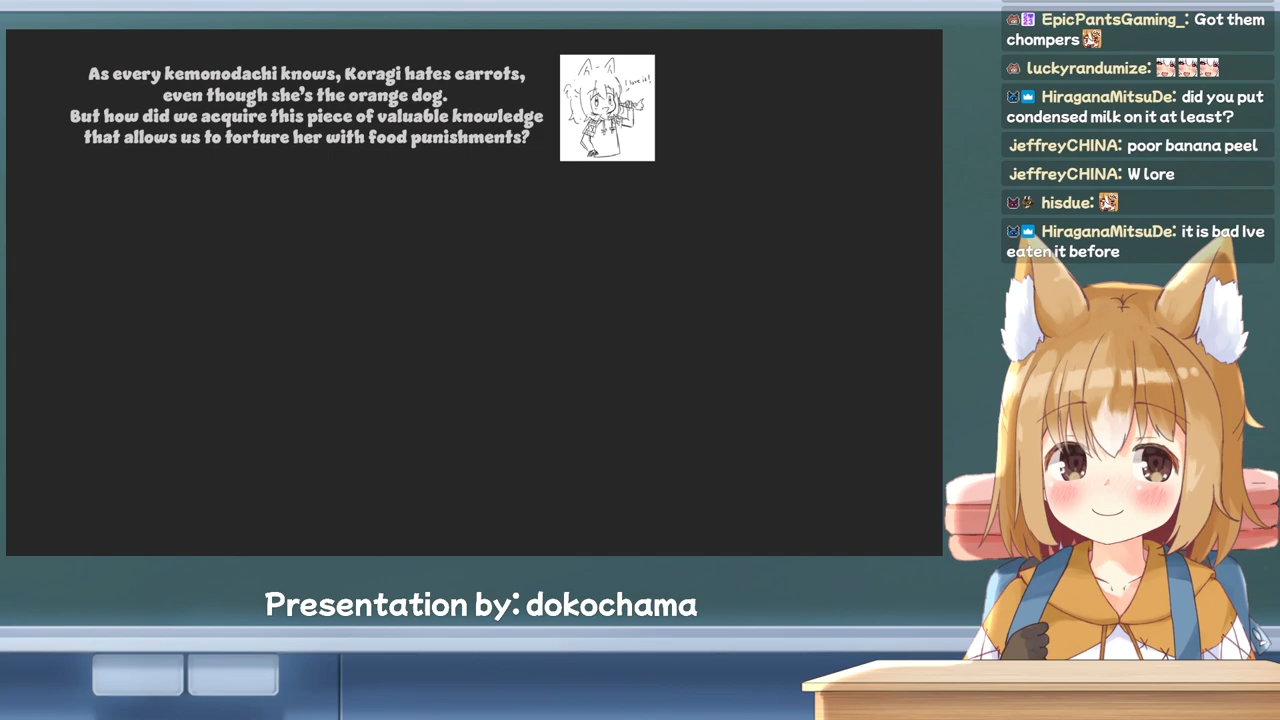 As every kemonodachi knows, Koragi hates carrots,
even though she's the orange dog.
But how did we acquire this piece of valuable knowledge
that allows us to torture her with food punishments?
I love it!
Presentation by: dokochama
EpicPantsGaming_: Got them
chompers
luckyrandumize:
HiraganaMitsuDe: did you put
condensed milk on it at least?
jeffreyCHINA: poor banana peel
jeffreyCHINA: W lore
hisdue:
HiraganaMitsuDe: it is bad Ive
eaten it before